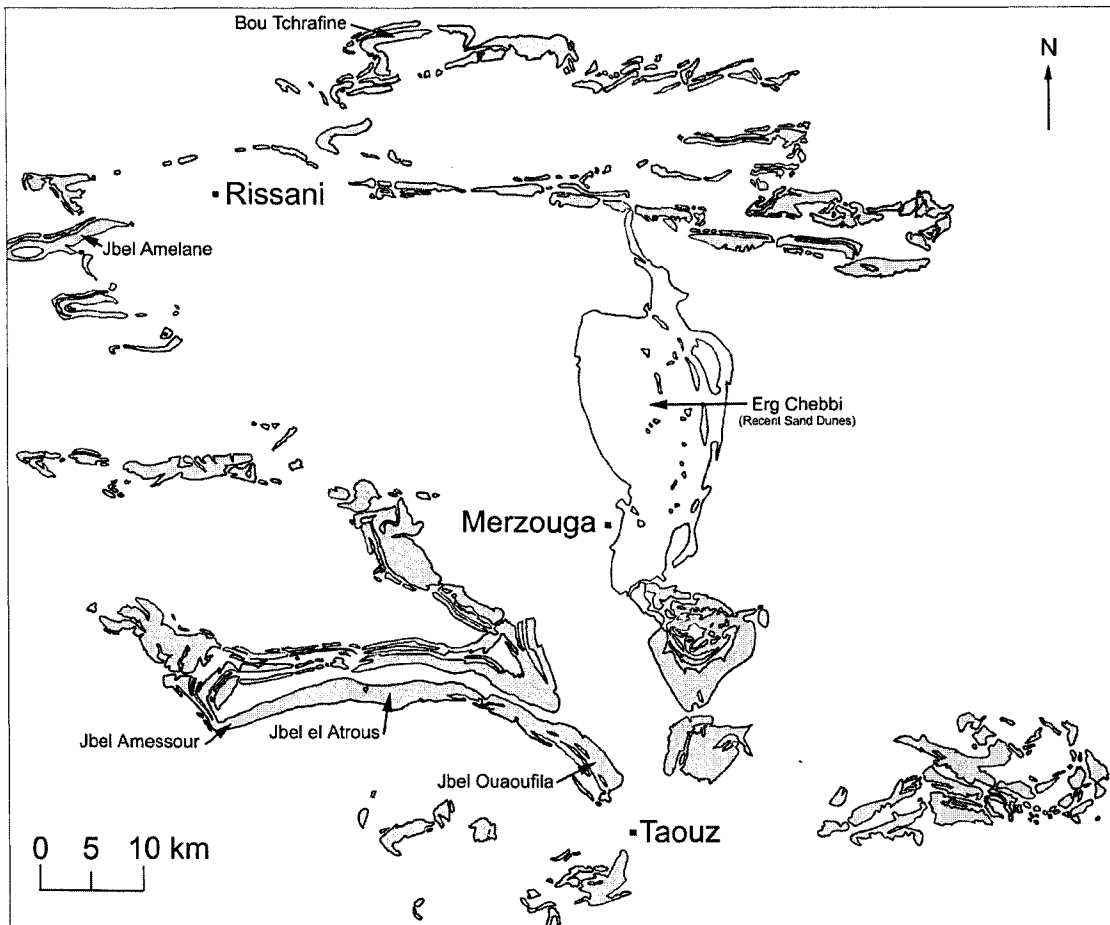 Bou Tchrafine
N
Rissani
Jbel Amelane
Erg Chebbi
(Recent Sand Dunes)
Merzouga
Jbel Amessour
Jbel el Atrous
Jbel Ouaoufila
Taouz
0 5 10 km